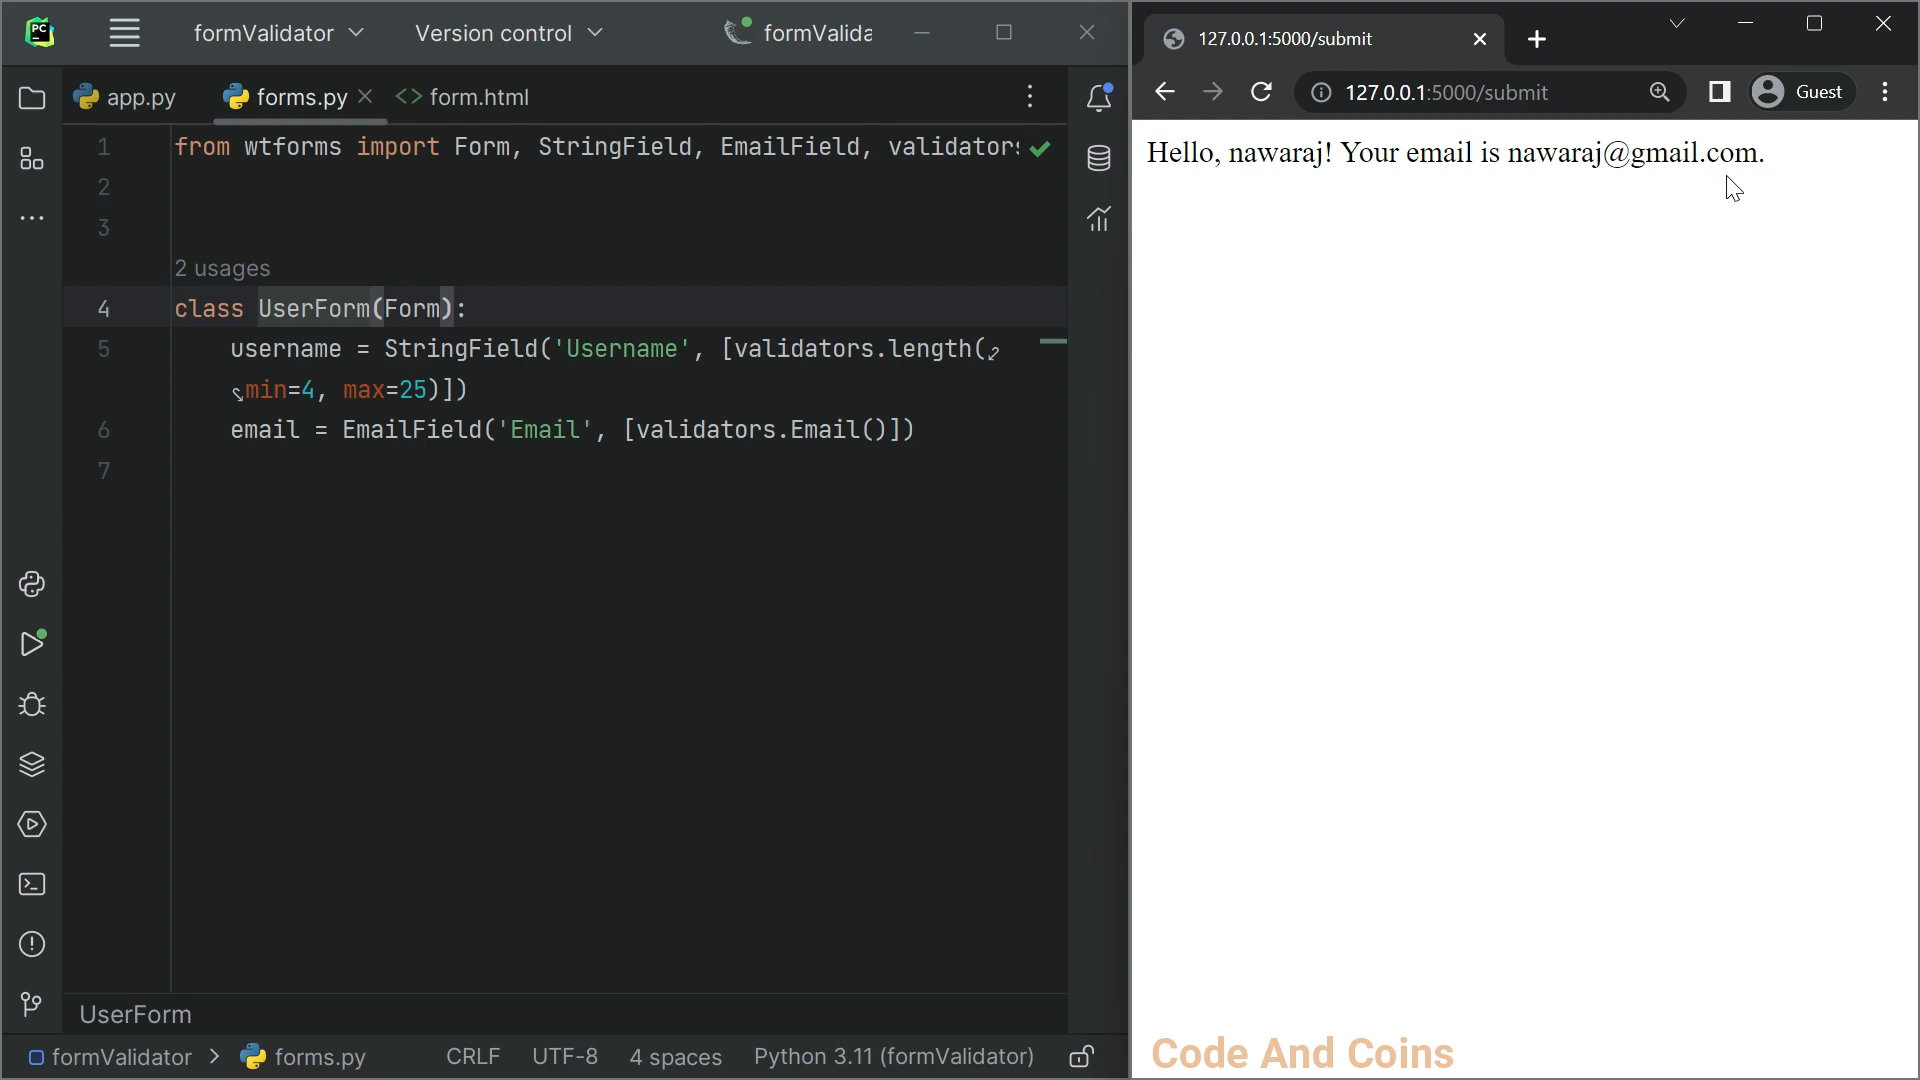 PC
formValidator
Version control
formValida
app.py
forms.py
form.html
1 from wtforms import Form, StringField, EmailField, validators
2
3
2 usages
4 class UserForm(Form):
5 username = StringField('Username', [validators.length(
min=4, max=25)])
6 email = EmailField('Email', [validators.Email()])
7
UserForm
formValidator > forms.py
CRLF
UTF-8
4 spaces
Python 3.11 (formValidator)
127.0.0.1:5000/submit
127.0.0.1:5000/submit
Guest
Hello, nawaraj! Your email is nawaraj@gmail.com.
Code And Coins